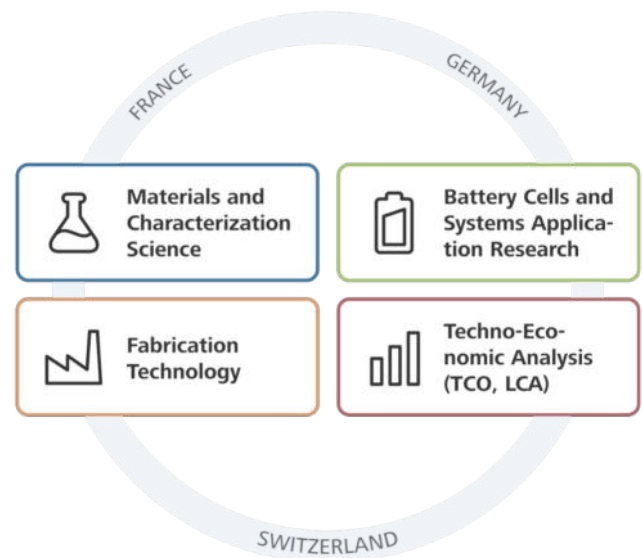 FRANCE
GERMANY
Materials and
Characterization
Science
Battery Cells and
Systems Applica-
tion Research
Fabrication
Technology
Techno-Eco-
nomic Analysis
(TCO, LCA)
SWITZERLAND